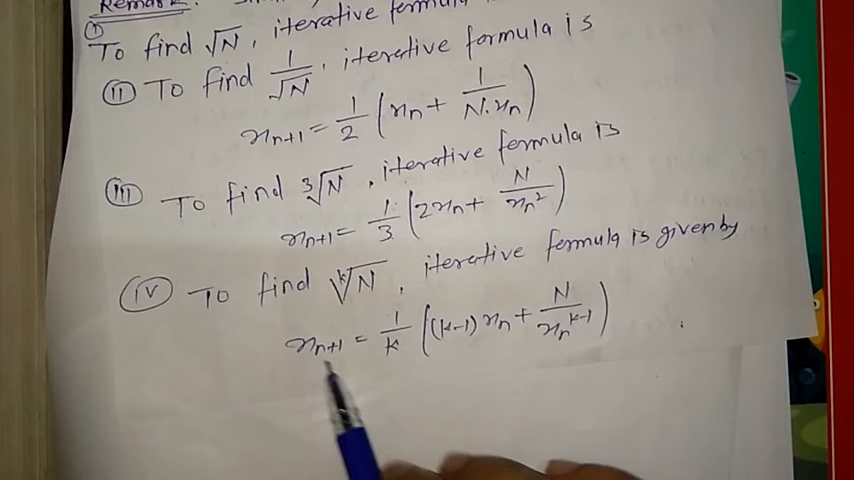 Remark:
(I)
To find √N, iterative formula is
(II) To find 1/√N, iterative formula is
xn+1 = 1/2 (xn + 1/(N.xn))
(III) To find ∛N, iterative formula is
xn+1 = 1/3 (2xn + N/xn²)
(IV) To find ᵏ√N, iterative formula is given by
xn+1 = 1/k ((k-1) xn + N/xn^(k-1))